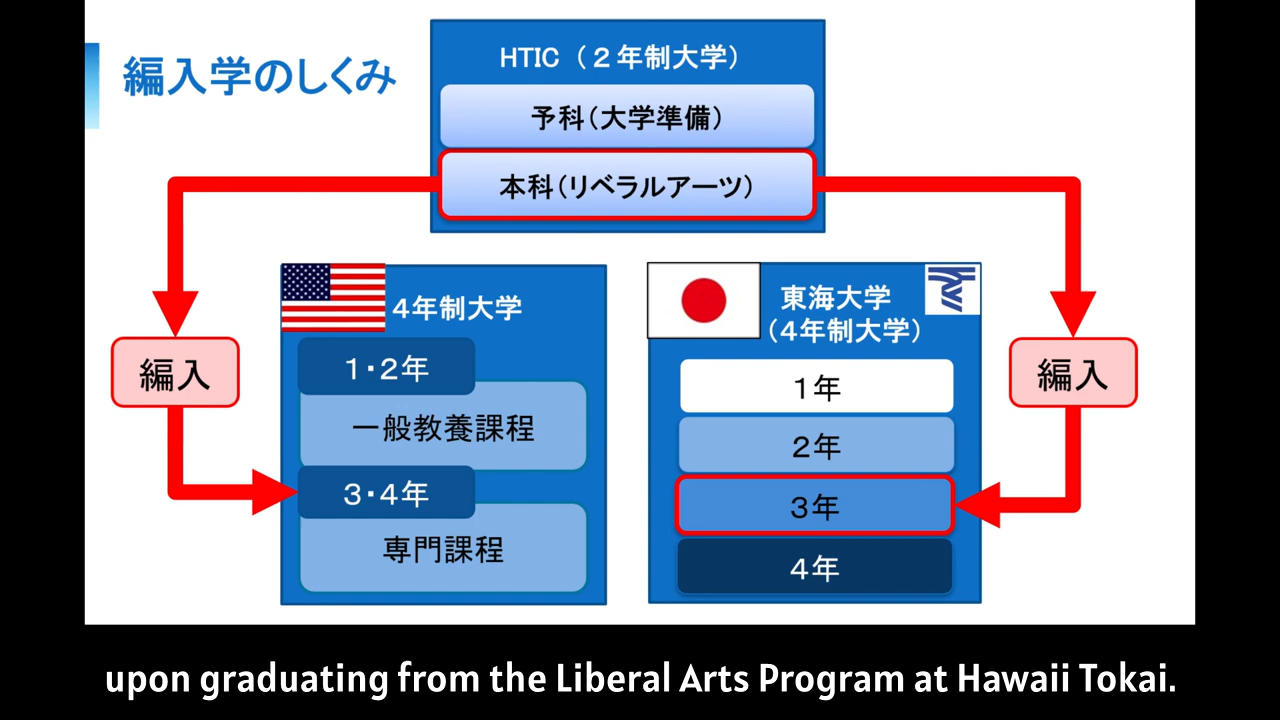 編入学のしくみ
HTIC（２年制大学）
予科（大学準備）
本科（リベラルアーツ）
編入
4年制大学
１・２年
一般教養課程
３・４年
専門課程
東海大学
（4年制大学）
１年
２年
３年
４年
編入
upon graduating from the Liberal Arts Program at Hawaii Tokai.